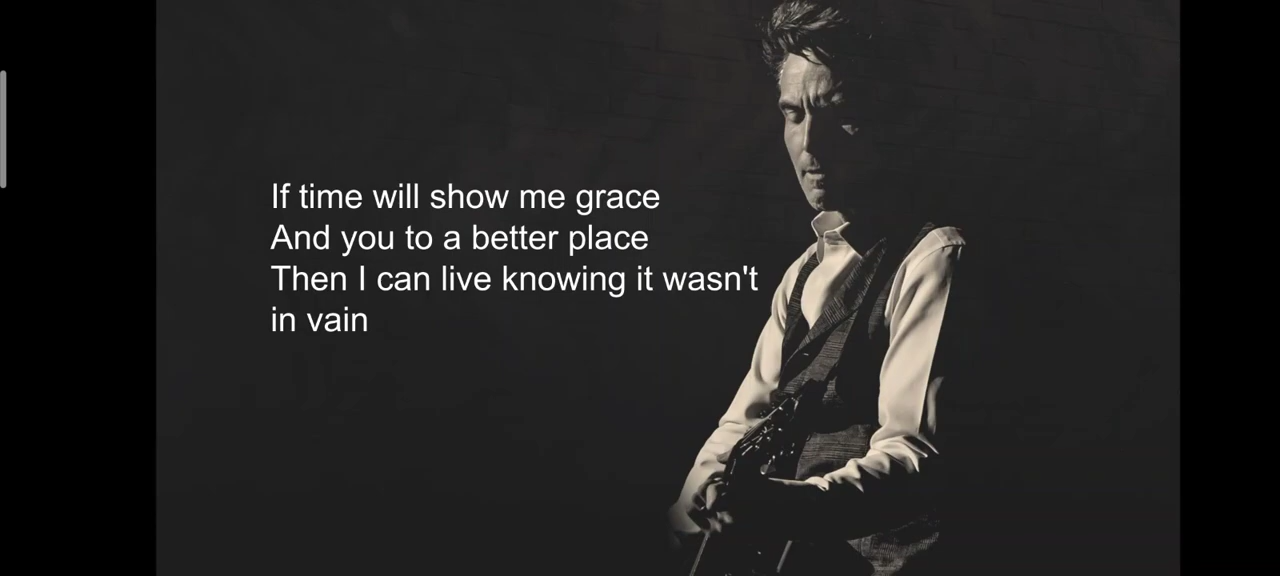 If time will show me grace
And you to a better place
Then I can live knowing it wasn't
in vain